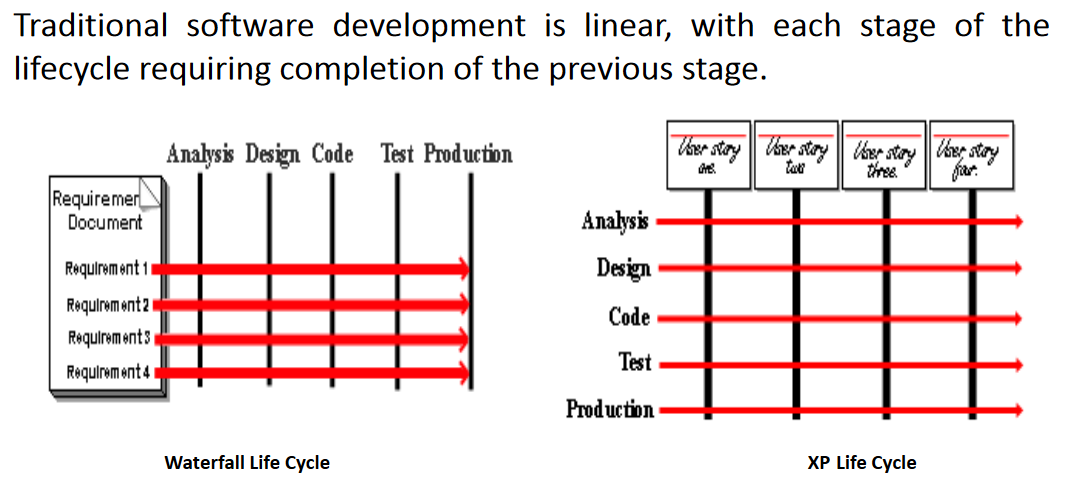 Traditional software development is linear, with each stage of the
lifecycle requiring completion of the previous stage.
Analysis Design Code Test Production
Requiremen
Document
Requirement 1
Requirement 2
Requirement 3
Requirement 4
Waterfall Life Cycle
User story
one.
User story
two
User story
three.
User story
four.
Analysis
Design
Code
Test
Production
XP Life Cycle